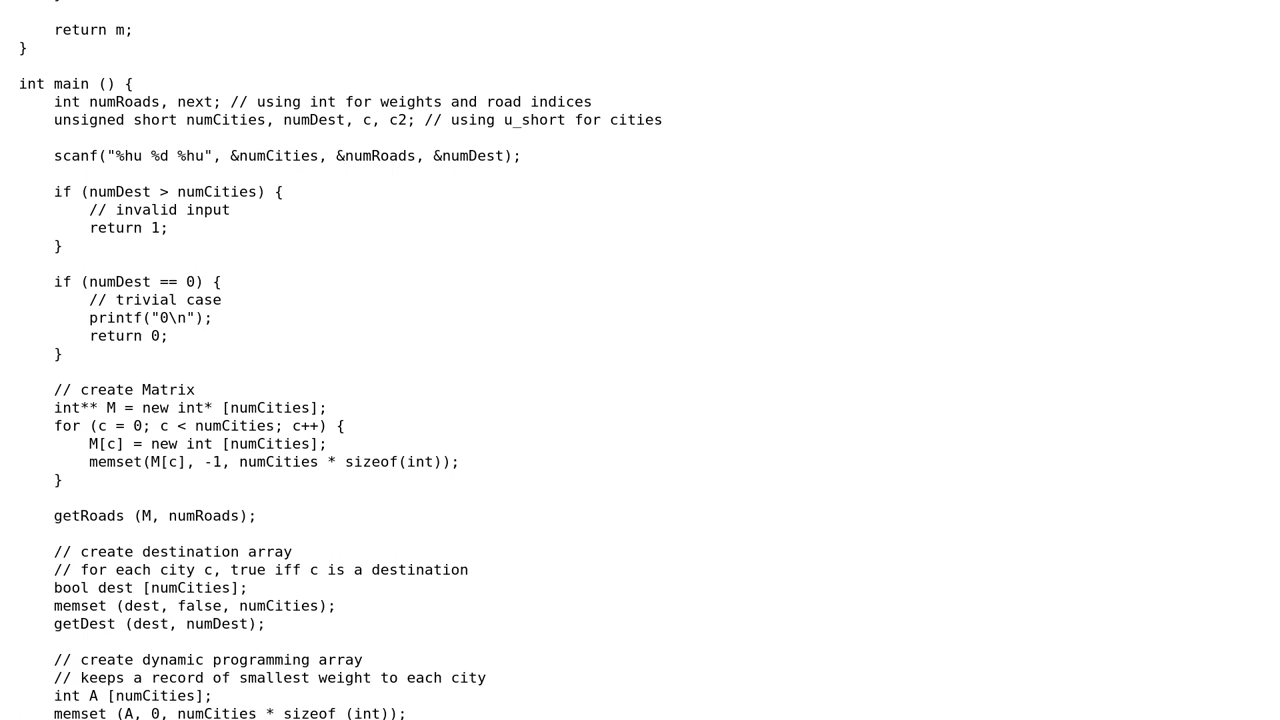 return m;
}

int main () {
    int numRoads, next; // using int for weights and road indices
    unsigned short numCities, numDest, c, c2; // using u_short for cities

    scanf("%hu %d %hu", &numCities, &numRoads, &numDest);

    if (numDest > numCities) {
        // invalid input
        return 1;
    }

    if (numDest == 0) {
        // trivial case
        printf("0\n");
        return 0;
    }

    // create Matrix
    int** M = new int* [numCities];
    for (c = 0; c < numCities; c++) {
        M[c] = new int [numCities];
        memset(M[c], -1, numCities * sizeof(int));
    }

    getRoads (M, numRoads);

    // create destination array
    // for each city c, true iff c is a destination
    bool dest [numCities];
    memset (dest, false, numCities);
    getDest (dest, numDest);

    // create dynamic programming array
    // keeps a record of smallest weight to each city
    int A [numCities];
    memset (A, 0, numCities * sizeof (int));